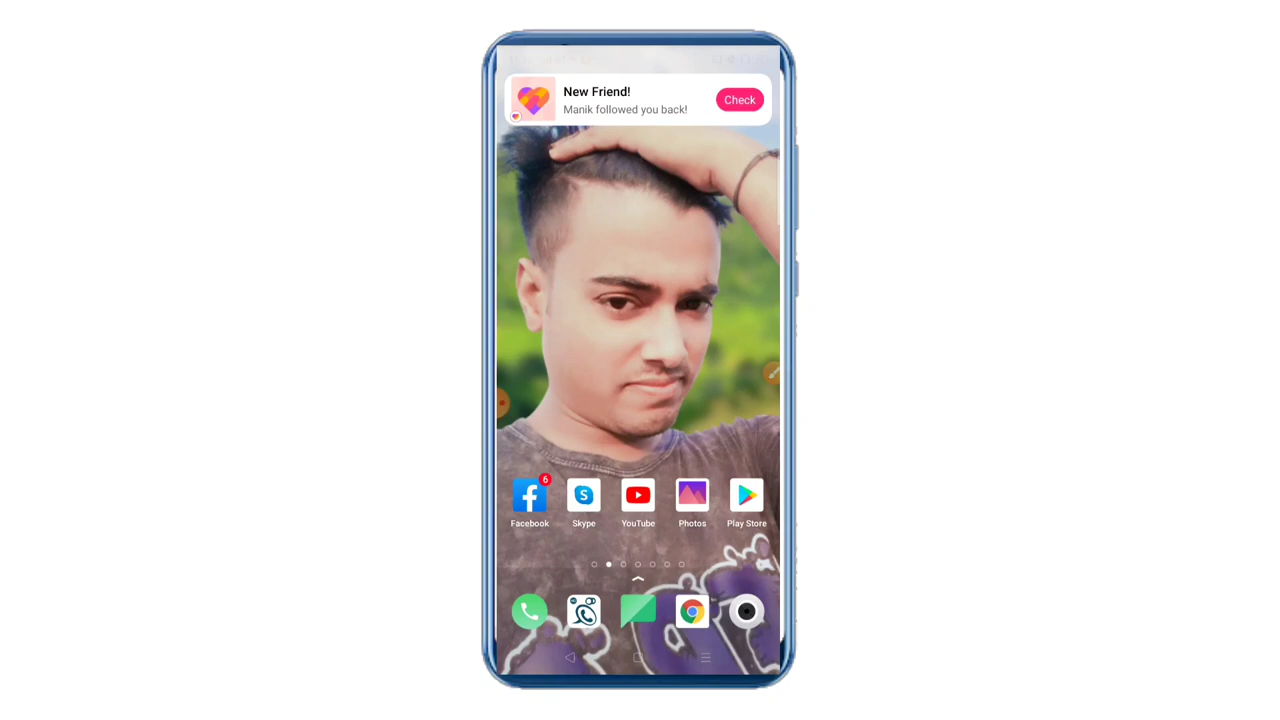 New Friend!
Manik followed you back!
Check
6
Facebook
Skype
YouTube
Photos
Play Store